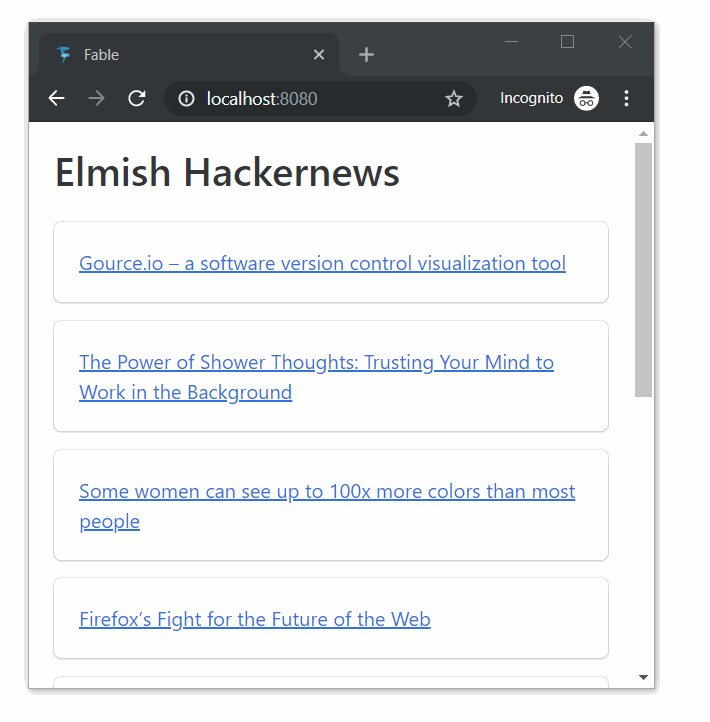 Fable
localhost:8080
Incognito
Elmish Hackernews
Gource.io – a software version control visualization tool
The Power of Shower Thoughts: Trusting Your Mind to
Work in the Background
Some women can see up to 100x more colors than most
people
Firefox’s Fight for the Future of the Web